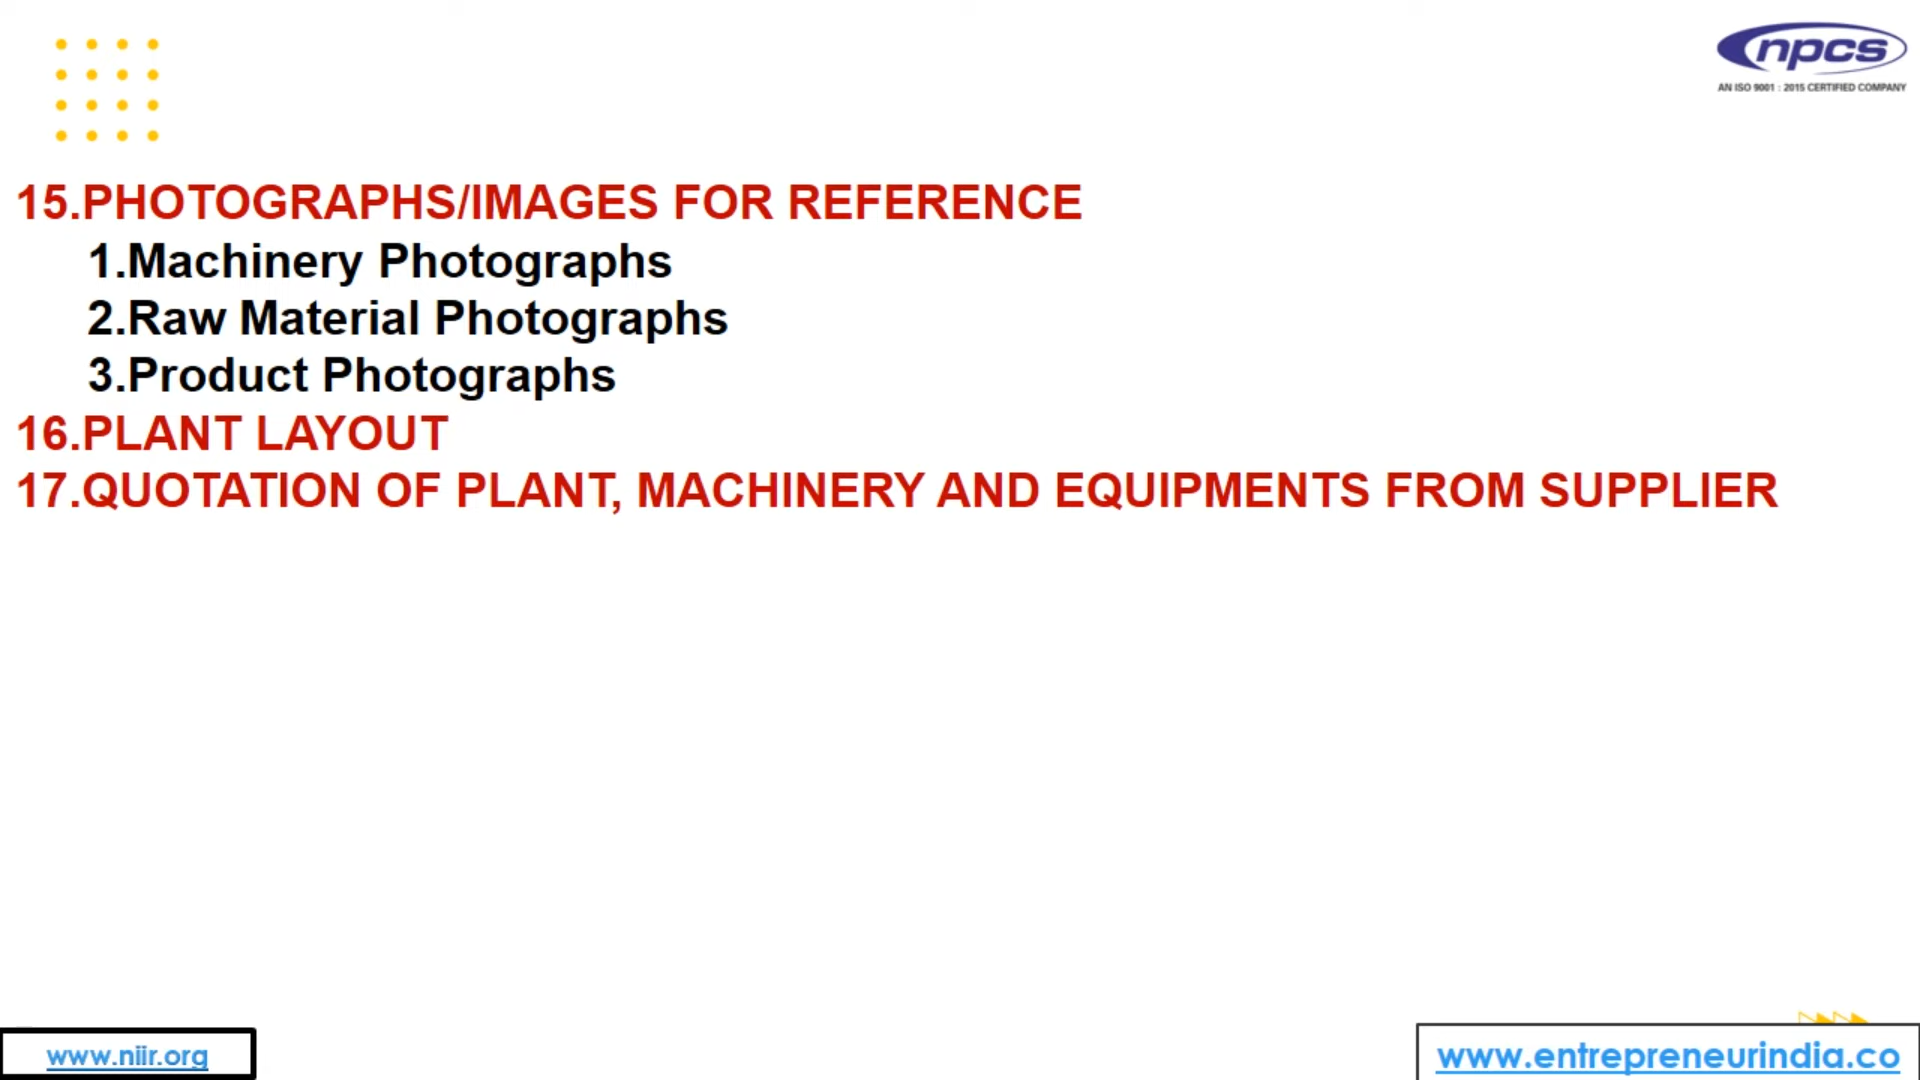 npcs
AN ISO 9001 : 2015 CERTIFIED COMPANY
15.PHOTOGRAPHS/IMAGES FOR REFERENCE
1.Machinery Photographs
2.Raw Material Photographs
3.Product Photographs
16.PLANT LAYOUT
17.QUOTATION OF PLANT, MACHINERY AND EQUIPMENTS FROM SUPPLIER
www.niir.org
www.entrepreneurindia.co